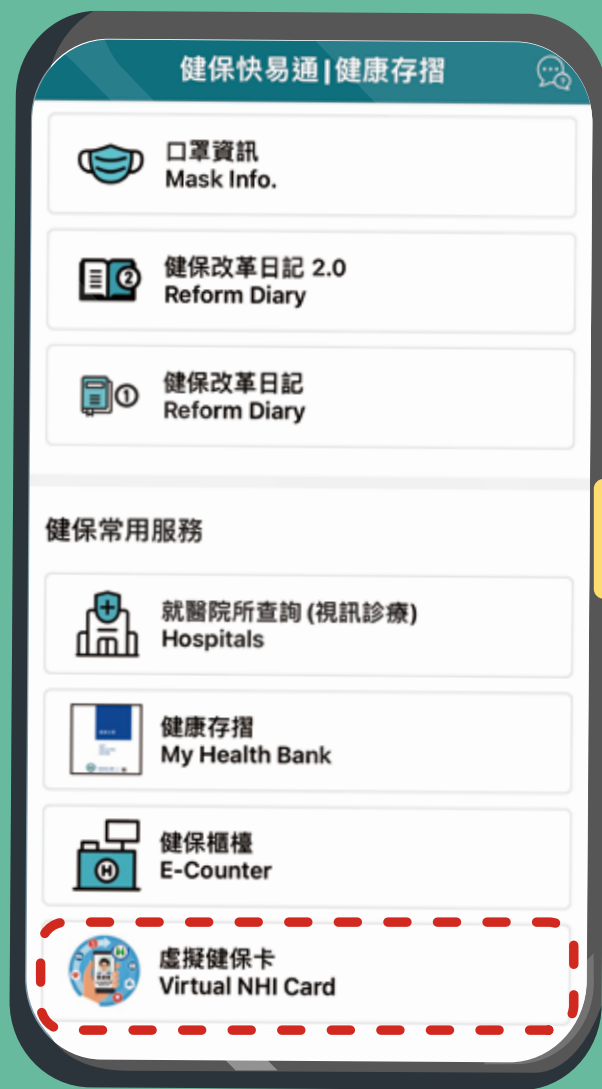 健保快易通|健康存摺
口罩資訊
Mask Info.
健保改革日記 2.0
Reform Diary
2
健保改革日記
Reform Diary
1
健保常用服務
就醫院所查詢 (視訊診療)
Hospitals
健康存摺
My Health Bank
健保櫃檯
E-Counter
H
虛擬健保卡
Virtual NHI Card